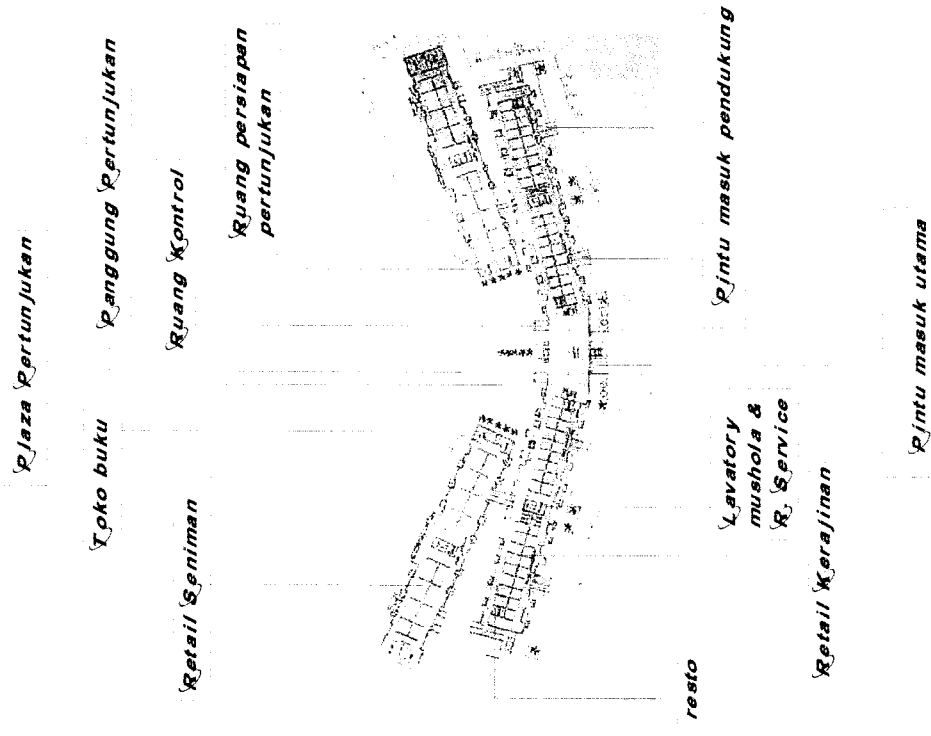 Plaza Pertunjukan
Panggung Pertunjukan
Toko buku
Ruang Kontrol
Retail Seniman
Ruang persiapan
pertunjukan
resto
Pintu masuk pendukung
Lavatory
mushola &
R. Service
Retail Kerajinan
Pintu masuk utama